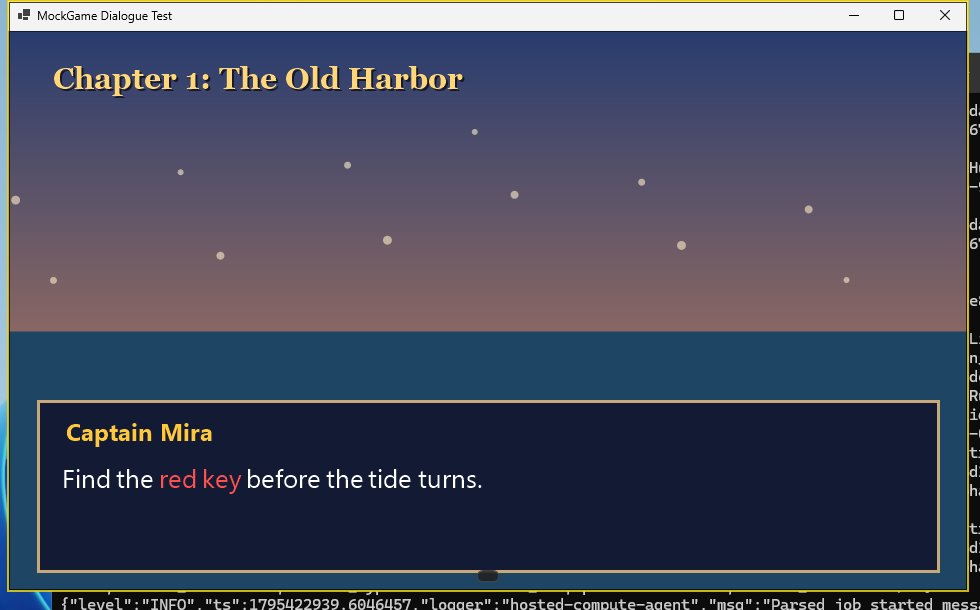 MockGame Dialogue Test
Chapter 1: The Old Harbor
Captain Mira
Find the red key before the tide turns.
{"level":"INFO","ts":1795422939.6046457,"logger":"hosted-compute-agent","msg":"Parsed job started mes